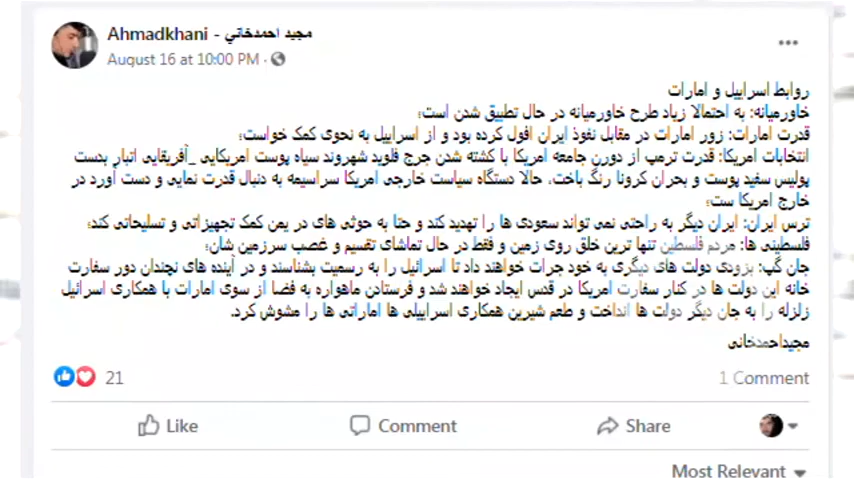 Ahmadkhani - مجید احمدخانی
August 16 at 10:00 PM
روابط اسراییل و امارات
خاورمیانه: به احتمالا زیاد طرح خاورمیانه در حال تطبیق شدن است؛
قدرت امارات: زور امارات در مقابل نفوذ ایران افول کرده بود و از اسراییل به نحوی کمک خواست؛
انتخابات امریکا: قدرت ترمپ از دورن جامعه امریکا با کشته شدن جرج فلوید شهروند سیاه پوست امریکایی _آفریقایی اتبار بدست
پولیس سفید پوست و بحران کرونا رنگ باخت، حالا دستگاه سیاست خارجی امریکا سراسیمه به دنبال قدرت نمایی و دست آورد در
خارج امریکا ست؛
ترس ایران: ایران دیگر به راحتی نمی تواند سعودی ها را تهدید کند و حتا به حوثی های در یمن کمک تجهیزاتی و تسلیحاتی کند؛
فلسطینی ها: مردم فلسطین تنها ترین خلق روی زمین و فقط در حال تماشای تقسیم و غصب سرزمین شان؛
جان گپ: بزودی دولت های دیگری به خود جرات خواهند داد تا اسرائیل را به رسمیت بشناسند و در آینده های نچندان دور سفارت
خانه این دولت ها در کنار سفارت امریکا در قدس ایجاد خواهند شد و فرستادن ماهواره به فضا از سوی امارات با همکاری اسرائیل
زلزله را به جان دیگر دولت ها انداخت و طعم شیرین همکاری اسراییلی ها اماراتی ها را مشوش کرد.
مجیداحمدخانی
21
1 Comment
Like
Comment
Share
Most Relevant